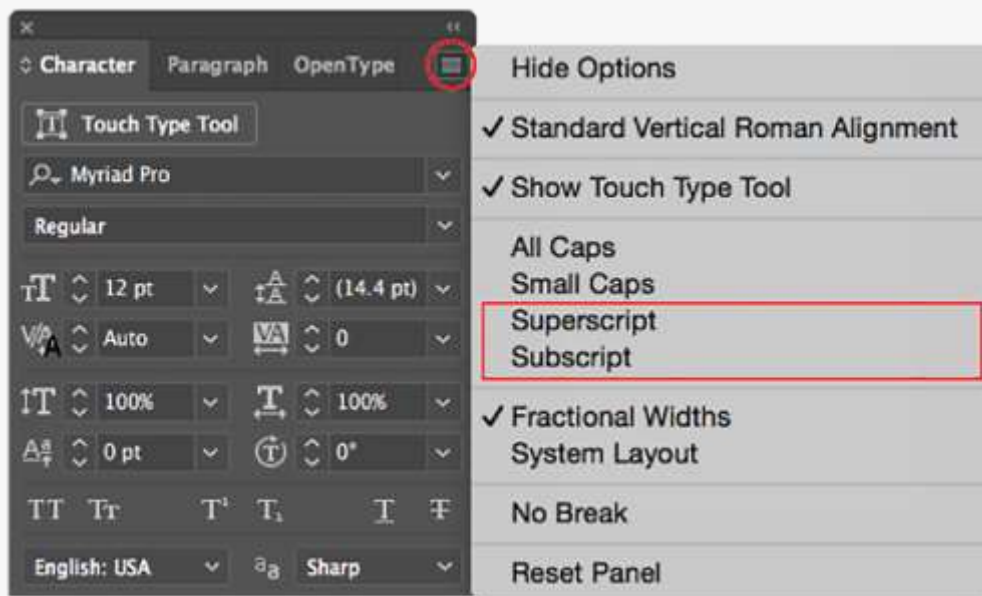 Character Paragraph OpenType
Touch Type Tool
Myriad Pro
Regular
12 pt (14.4 pt)
Auto 0
100% 100%
0 pt 0°
English: USA Sharp
Hide Options
✓ Standard Vertical Roman Alignment
✓ Show Touch Type Tool
All Caps
Small Caps
Superscript
Subscript
✓ Fractional Widths
System Layout
No Break
Reset Panel